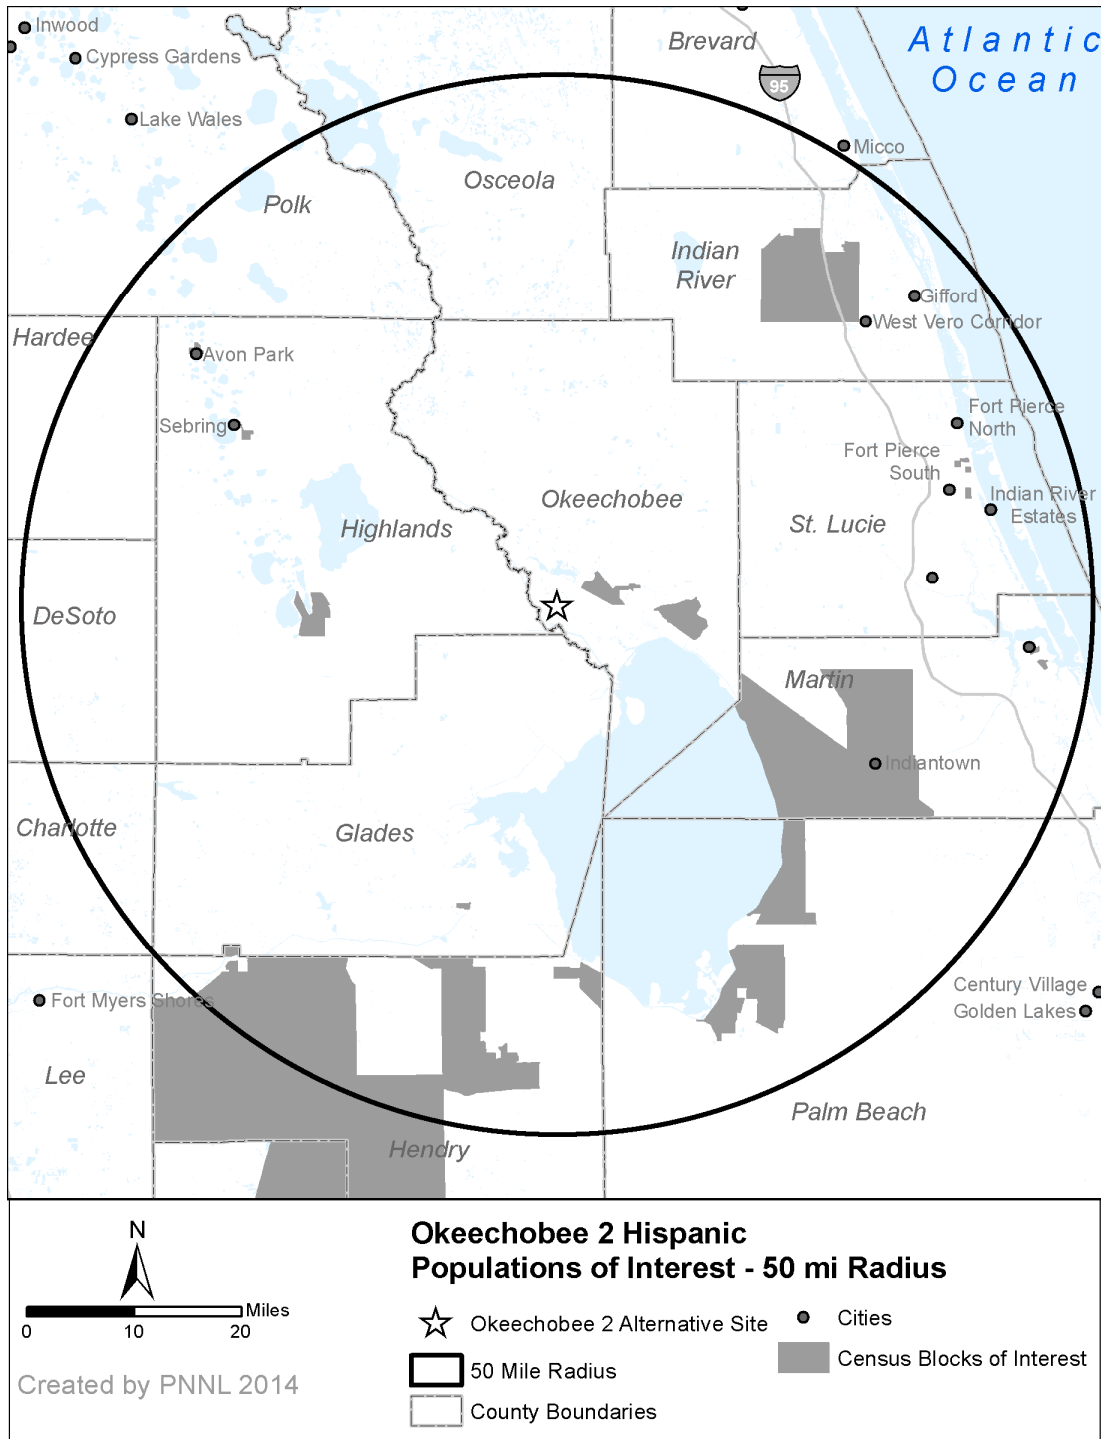 Inwood
Cypress Gardens
Lake Wales
Brevard
95
Atlantic
Ocean
Micco
Osceola
Polk
Indian
River
Gifford
West Vero Corridor
Hardee
Avon Park
Sebring
Fort Pierce
North
Fort Pierce
South
Indian River
Estates
Okeechobee
Highlands
St. Lucie
DeSoto
Martin
Indiantown
Charlotte
Glades
Fort Myers Shores
Century Village
Golden Lakes
Lee
Palm Beach
Hendry
N
Miles
0 10 20
Created by PNNL 2014
Okeechobee 2 Hispanic
Populations of Interest - 50 mi Radius
Okeechobee 2 Alternative Site
50 Mile Radius
County Boundaries
Cities
Census Blocks of Interest